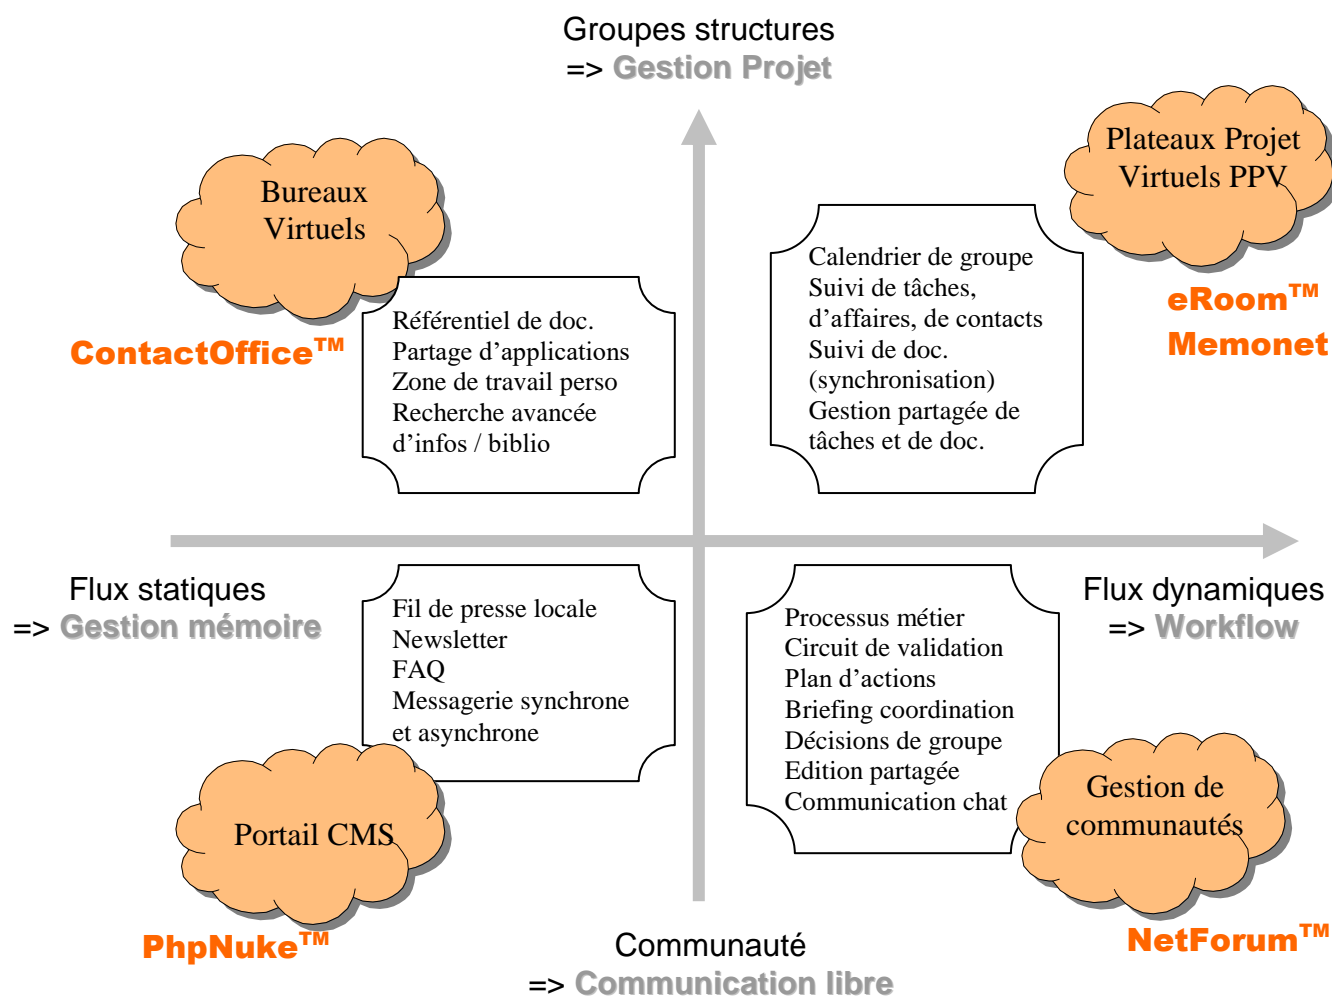 Groupes structures
=> Gestion Projet
Bureaux
Virtuels
ContactOffice™
Référentiel de doc.
Partage d'applications
Zone de travail perso
Recherche avancée
d'infos / biblio
Plateaux Projet
Virtuels PPV
eRoom™
Memonet
Calendrier de groupe
Suivi de tâches,
d'affaires, de contacts
Suivi de doc.
(synchronisation)
Gestion partagée de
tâches et de doc.
Flux statiques
=> Gestion mémoire
Flux dynamiques
=> Workflow
Fil de presse locale
Newsletter
FAQ
Messagerie synchrone
et asynchrone
Portail CMS
PhpNuke™
Processus métier
Circuit de validation
Plan d'actions
Briefing coordination
Décisions de groupe
Edition partagée
Communication chat
Gestion de
communautés
NetForum™
Communauté
=> Communication libre